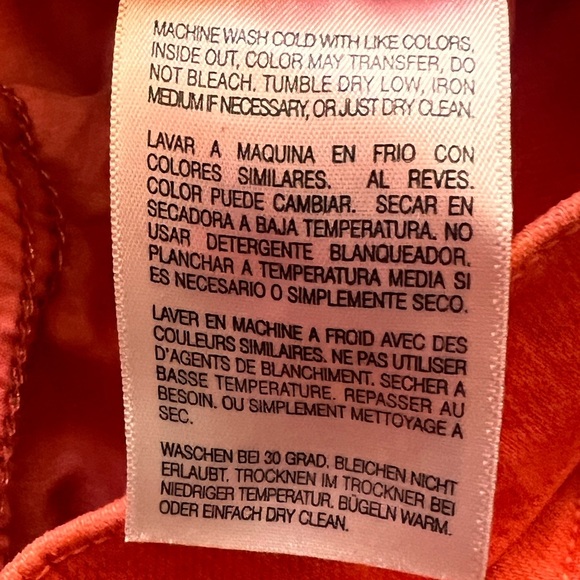 MACHINE WASH COLD WITH LIKE COLORS,
INSIDE OUT, COLOR MAY TRANSFER, DO
NOT BLEACH. TUMBLE DRY LOW, IRON
MEDIUM IF NECESSARY, OR JUST DRY CLEAN.
LAVAR A MAQUINA EN FRIO CON
COLORES SIMILARES. AL REVES.
COLOR PUEDE CAMBIAR. SECAR EN
SECADORA A BAJA TEMPERATURA. NO
USAR DETERGENTE BLANQUEADOR.
PLANCHAR A TEMPERATURA MEDIA SI
ES NECESARIO O SIMPLEMENTE SECO.
LAVER EN MACHINE A FROID AVEC DES
COULEURS SIMILAIRES. NE PAS UTILISER
D'AGENTS DE BLANCHIMENT. SECHER A
BASSE TEMPERATURE. REPASSER AU
BESOIN. OU SIMPLEMENT METTOYAGE A
SEC.
WASCHEN BEI 30 GRAD. BLEICHEN NICHT
ERLAUBT. TROCKNEN IM TROCKNER BEI
NIEDRIGER TEMPERATUR. BÜGELN WARM.
ODER EINFACH DRY CLEAN.